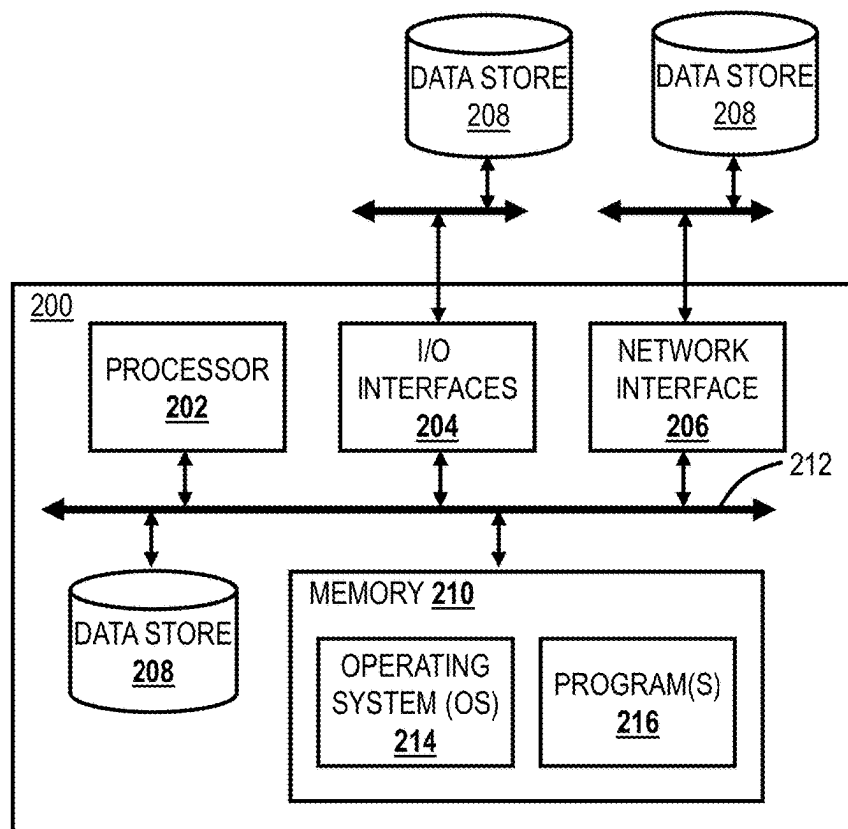 DATA STORE
208
DATA STORE
208
200
PROCESSOR
202
I/O
INTERFACES
204
NETWORK
INTERFACE
206
212
DATA STORE
208
MEMORY 210
OPERATING
SYSTEM (OS)
214
PROGRAM(S)
216